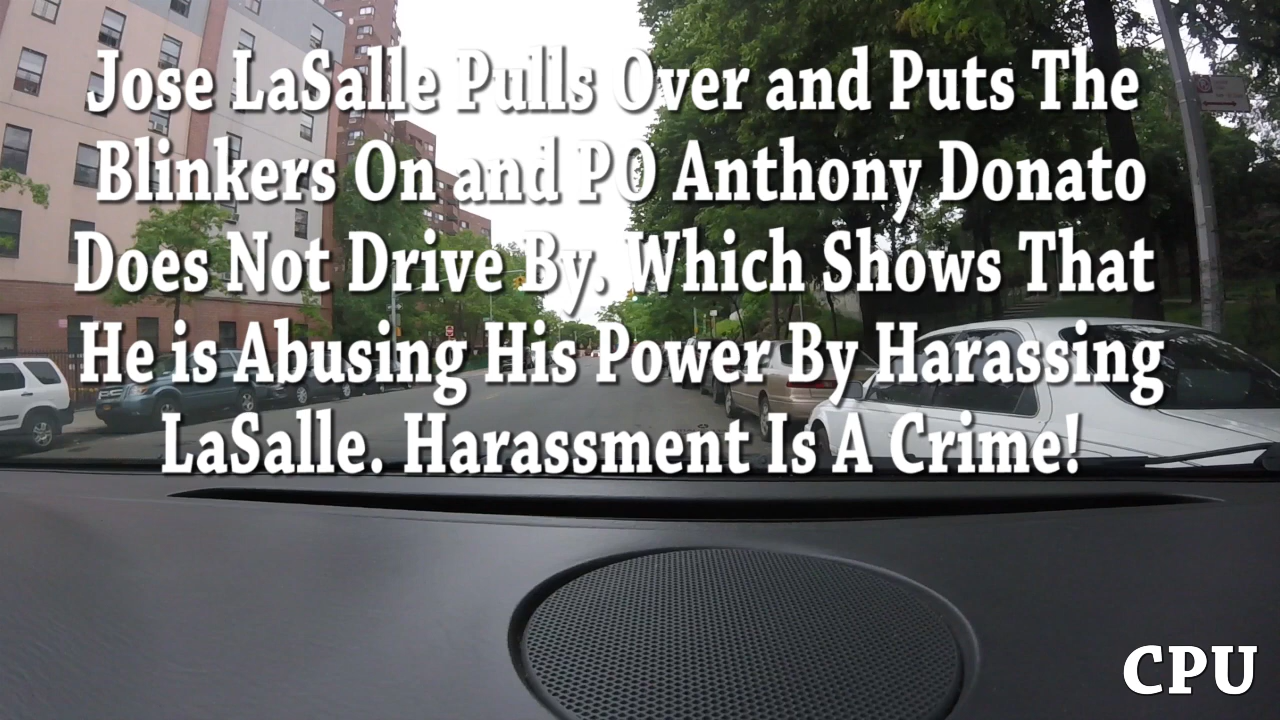 Jose LaSalle Pulls Over and Puts The
Blinkers On and PO Anthony Donato
Does Not Drive By. Which Shows That
He is Abusing His Power By Harassing
LaSalle. Harassment Is A Crime!
CPU